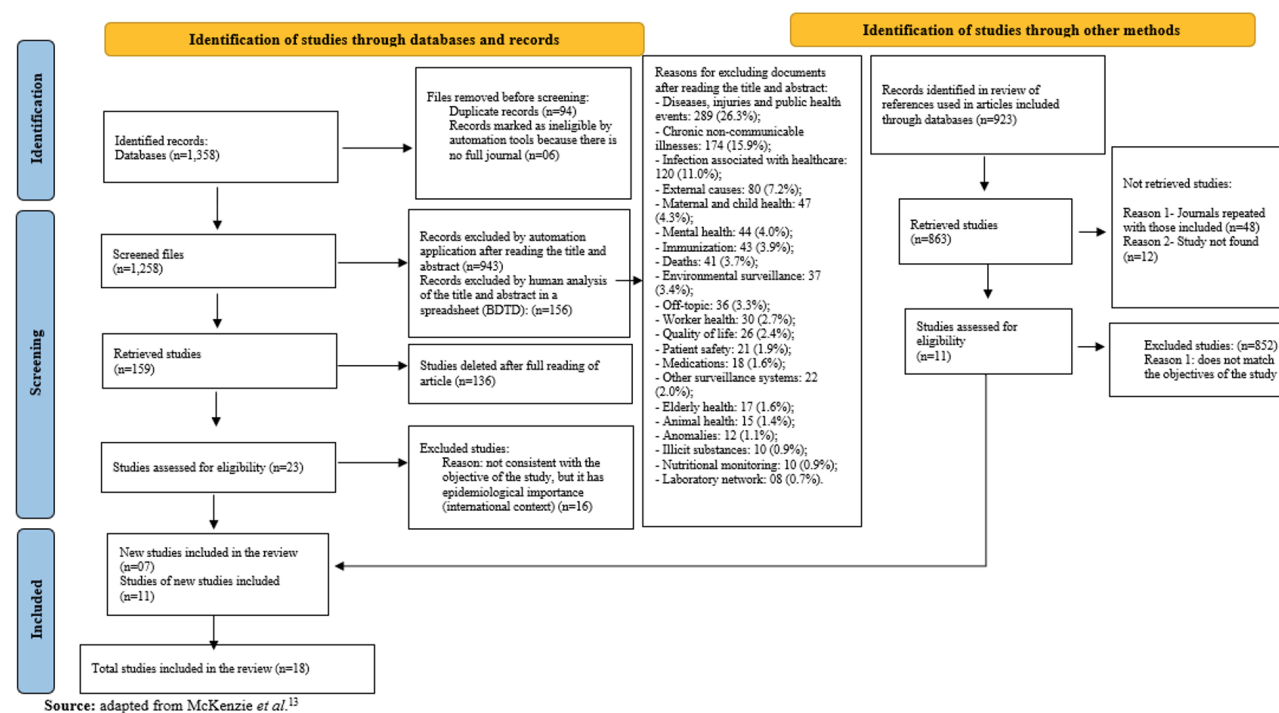 Identification of studies through databases and records
Identification of studies through other methods
Identification
Screening
Included
Identified records:
Databases (n=1,358)
Files removed before screening:
Duplicate records (n=94)
Records marked as ineligible by
automation tools because there is
no full journal (n=06)
Screened files
(n=1,258)
Records excluded by automation
application after reading the title and
abstract (n=943)
Records excluded by human analysis
of the title and abstract in a
spreadsheet (BDTD): (n=156)
Retrieved studies
(n=159)
Studies deleted after full reading of
article (n=136)
Studies assessed for eligibility (n=23)
Excluded studies:
Reason: not consistent with the
objective of the study, but it has
epidemiological importance
(international context) (n=16)
New studies included in the review
(n=07)
Studies of new studies included
(n=11)
Total studies included in the review (n=18)
Reasons for excluding documents
after reading the title and abstract:
- Diseases, injuries and public health
events: 289 (26.3%);
- Chronic non-communicable
illnesses: 174 (15.9%);
- Infection associated with healthcare:
120 (11.0%);
- External causes: 80 (7.2%);
- Maternal and child health: 47
(4.3%);
- Mental health: 44 (4.0%);
- Immunization: 43 (3.9%);
- Deaths: 41 (3.7%);
- Environmental surveillance: 37
(3.4%);
- Off-topic: 36 (3.3%);
- Worker health: 30 (2.7%);
- Quality of life: 26 (2.4%);
- Patient safety: 21 (1.9%);
- Medications: 18 (1.6%);
- Other surveillance systems: 22
(2.0%);
- Elderly health: 17 (1.6%);
- Animal health: 15 (1.4%);
- Anomalies: 12 (1.1%);
- Illicit substances: 10 (0.9%);
- Nutritional monitoring: 10 (0.9%);
- Laboratory network: 08 (0.7%).
Records identified in review of
references used in articles included
through databases (n=923)
Retrieved studies
(n=863)
Not retrieved studies:
Reason 1- Journals repeated
with those included (n=48)
Reason 2- Study not found
(n=12)
Studies assessed for
eligibility
(n=11)
Excluded studies: (n=852)
Reason 1: does not match
the objectives of the study
Source: adapted from McKenzie et al.13